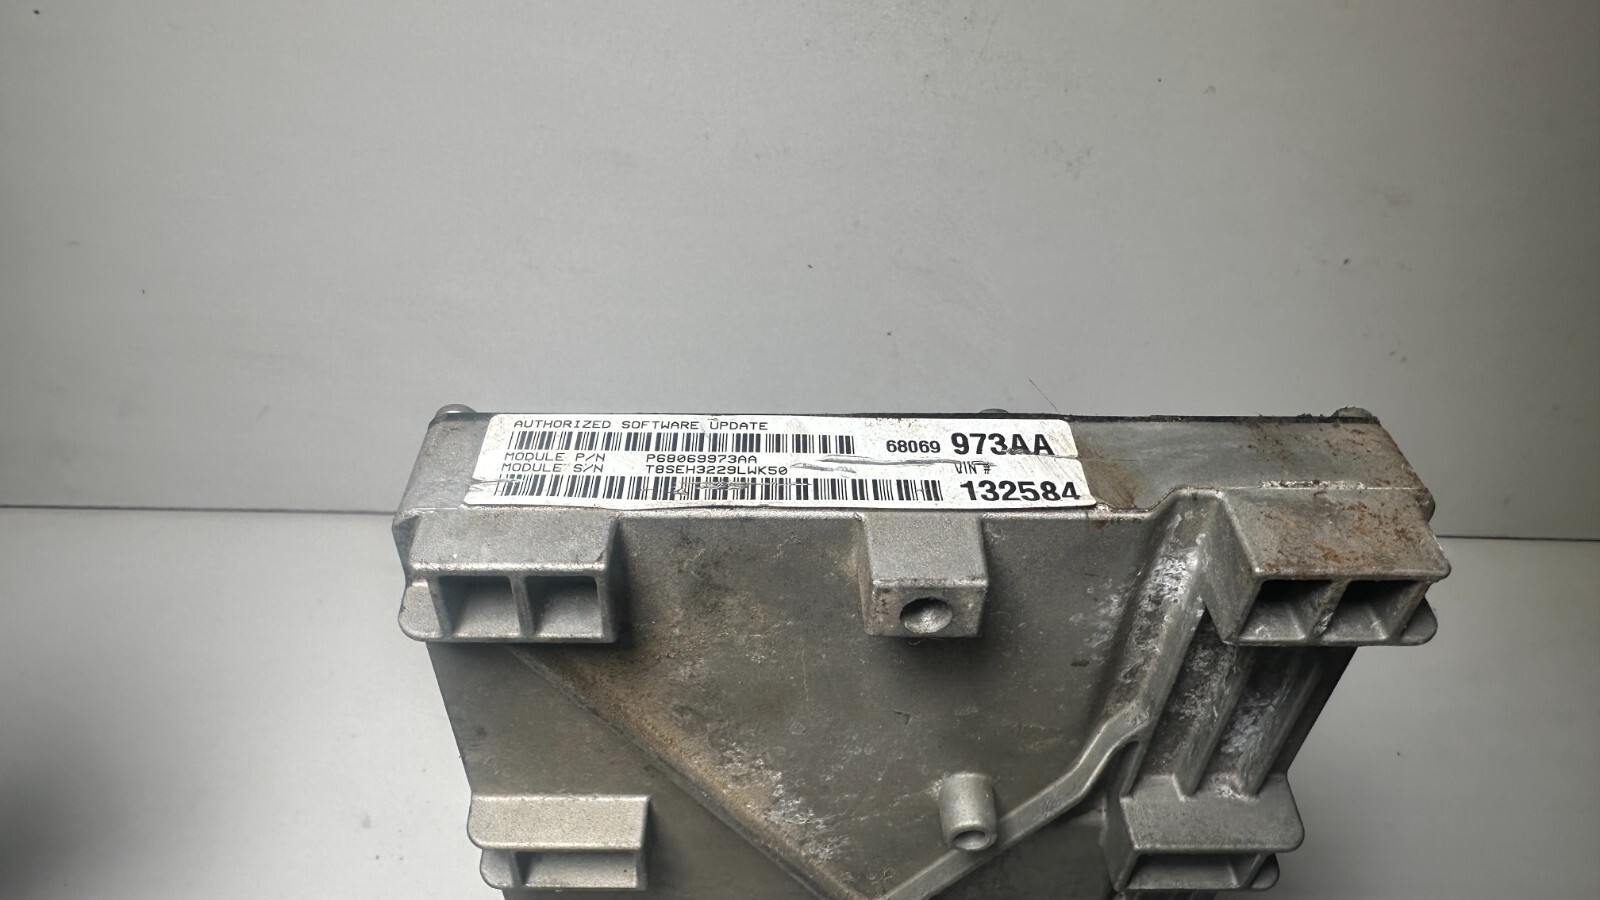 AUTHORIZED SOFTWARE UPDATE
68069 973AA
MODULE P/N P68069973AA
MODULE S/N T8SEH3229LWK50
VIN #
132584